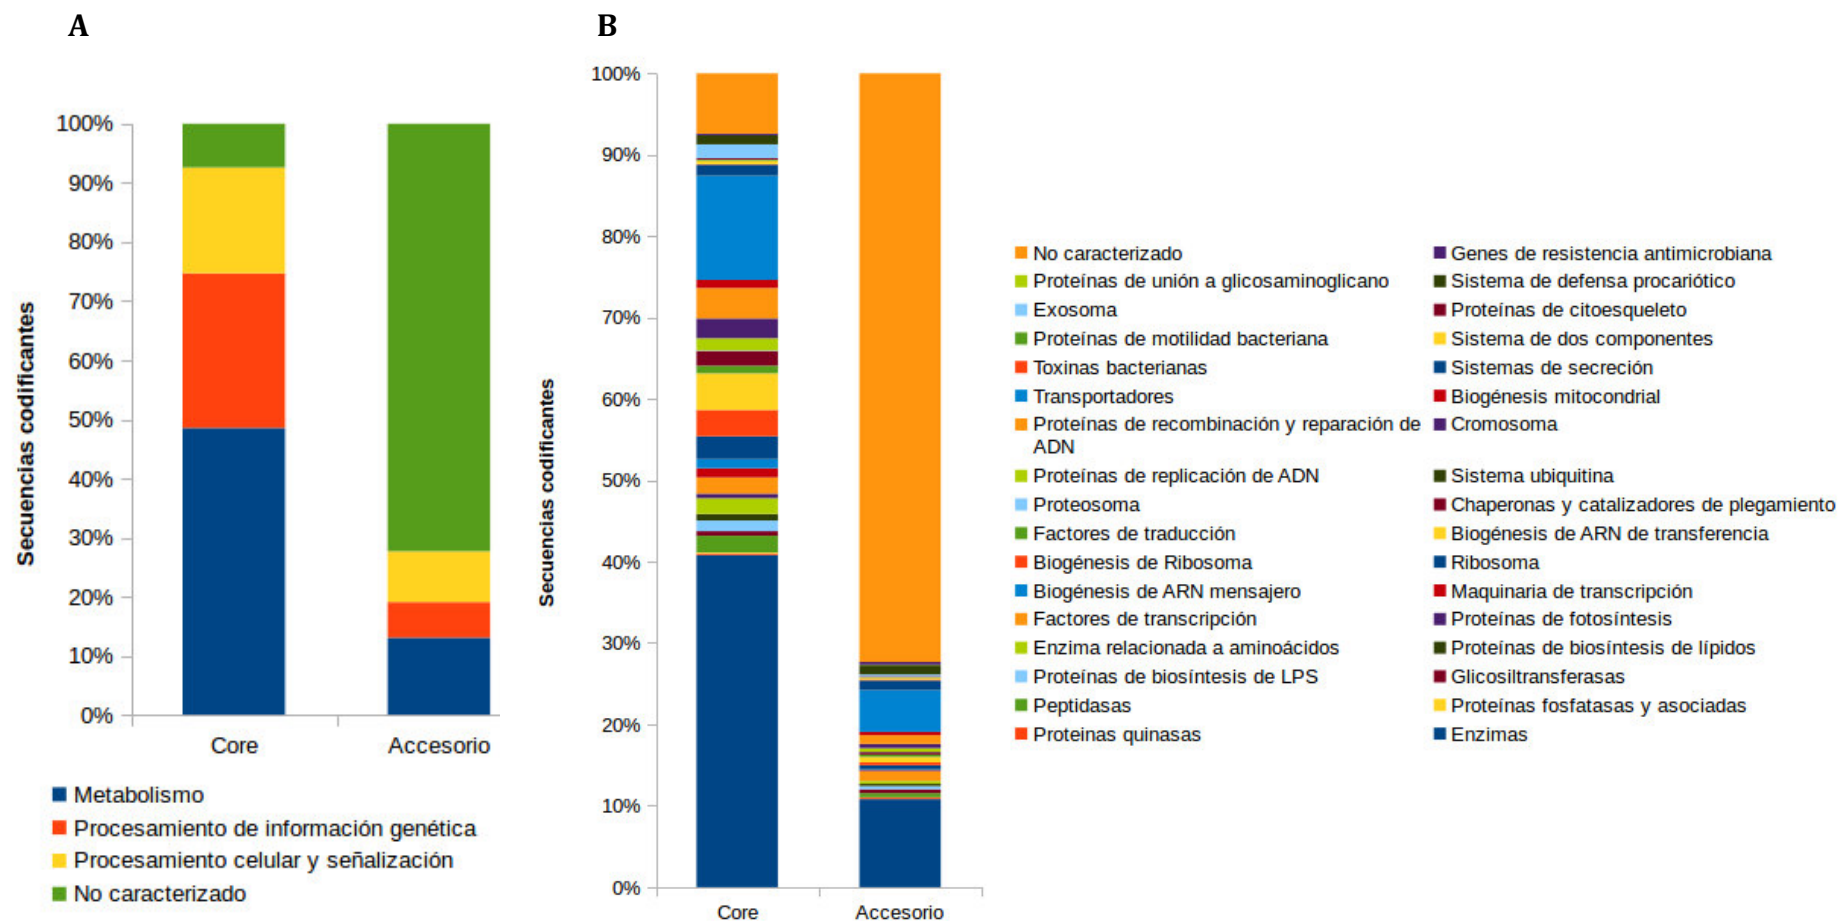 A
Secuencias codificantes
100%
90%
80%
70%
60%
50%
40%
30%
20%
10%
0%
Core
Accesorio
Metabolismo
Procesamiento de información genética
Procesamiento celular y señalización
No caracterizado
B
Secuencias codificantes
100%
90%
80%
70%
60%
50%
40%
30%
20%
10%
0%
Core
Accesorio
No caracterizado
Genes de resistencia antimicrobiana
Proteínas de unión a glicosaminoglicano
Sistema de defensa procariótico
Exosoma
Proteínas de citoesqueleto
Proteínas de motilidad bacteriana
Sistema de dos componentes
Toxinas bacterianas
Sistemas de secreción
Transportadores
Biogénesis mitocondrial
Proteínas de recombinación y reparación de
ADN
Cromosoma
Proteínas de replicación de ADN
Sistema ubiquitina
Proteosoma
Chaperonas y catalizadores de plegamiento
Factores de traducción
Biogénesis de ARN de transferencia
Biogénesis de Ribosoma
Ribosoma
Biogénesis de ARN mensajero
Maquinaria de transcripción
Factores de transcripción
Proteínas de fotosíntesis
Enzima relacionada a aminoácidos
Proteínas de biosíntesis de lípidos
Proteínas de biosíntesis de LPS
Glicosiltransferasas
Peptidasas
Proteínas fosfatasas y asociadas
Proteinas quinasas
Enzimas